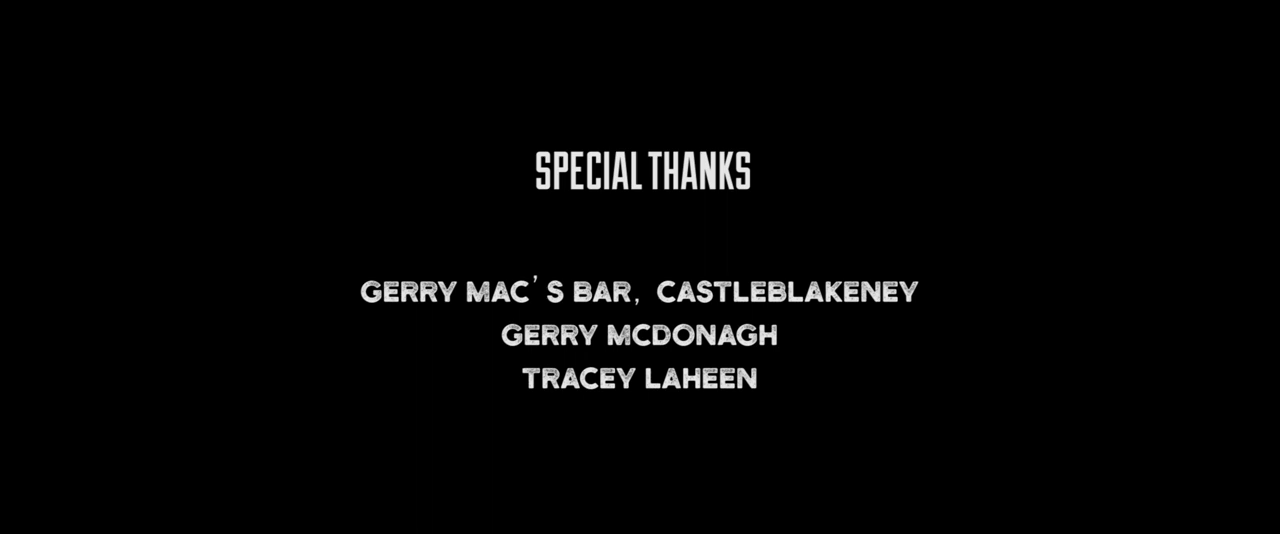 SPECIAL THANKS
GERRY MAC'S BAR, CASTLEBLAKENEY
GERRY MCDONAGH
TRACEY LAHEEN